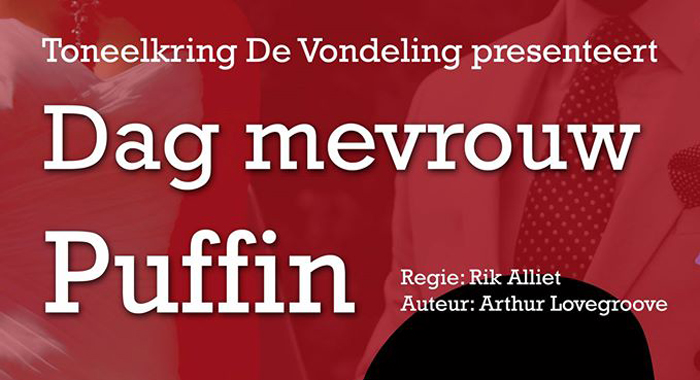 Toneelkring De Vondeling presenteert
Dag mevrouw
Puffin
Regie: Rik Alliet
Auteur: Arthur Lovegroove